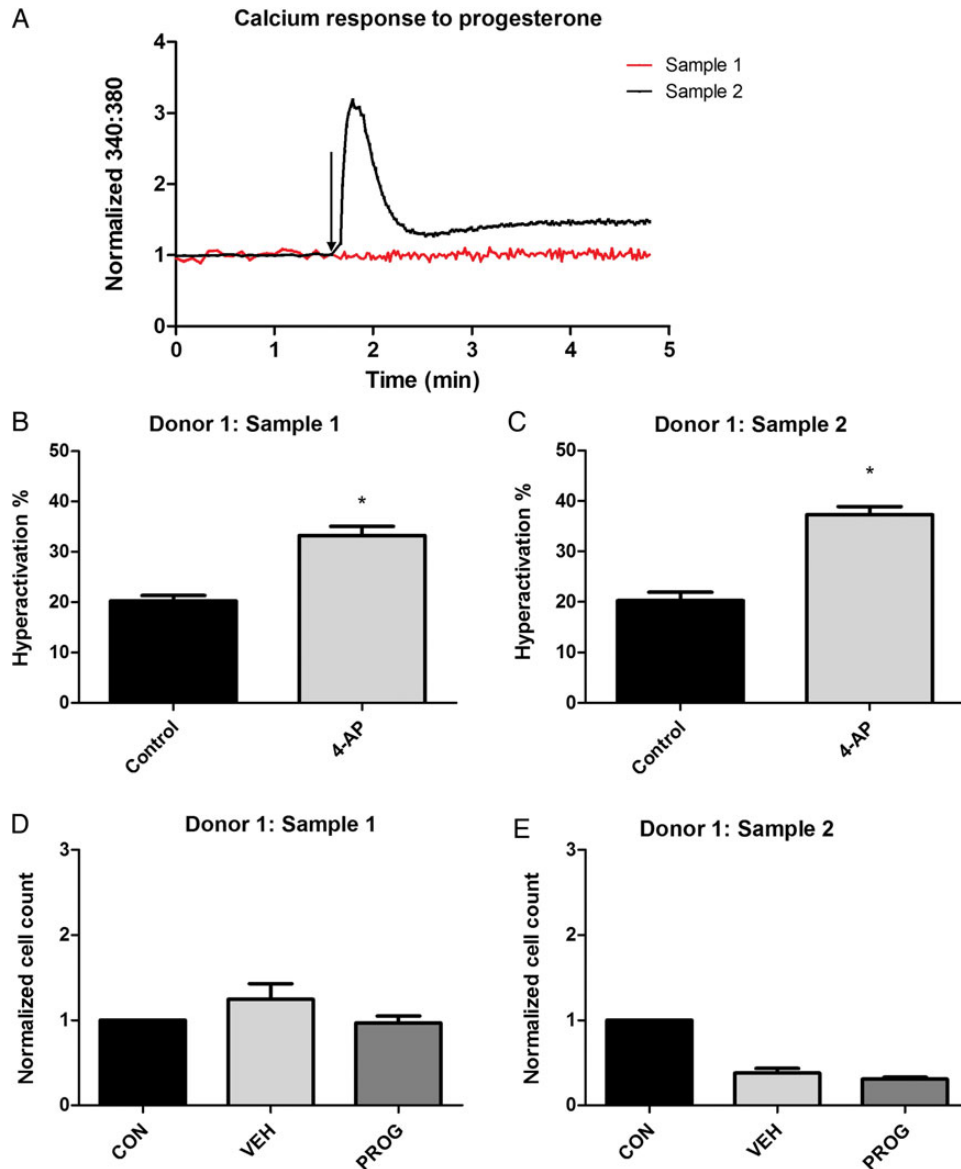 A
Calcium response to progesterone
4
3
2
1
0
Normalized 340:380
Sample 1
Sample 2
0 1 2 3 4 5
Time (min)
B
Donor 1: Sample 1
50
40
30
20
10
0
Hyperactivation %
*
Control
4-AP
C
Donor 1: Sample 2
50
40
30
20
10
0
Hyperactivation %
*
Control
4-AP
D
Donor 1: Sample 1
3
2
1
0
Normalized cell count
CON
VEH
PROG
E
Donor 1: Sample 2
3
2
1
0
Normalized cell count
CON
VEH
PROG